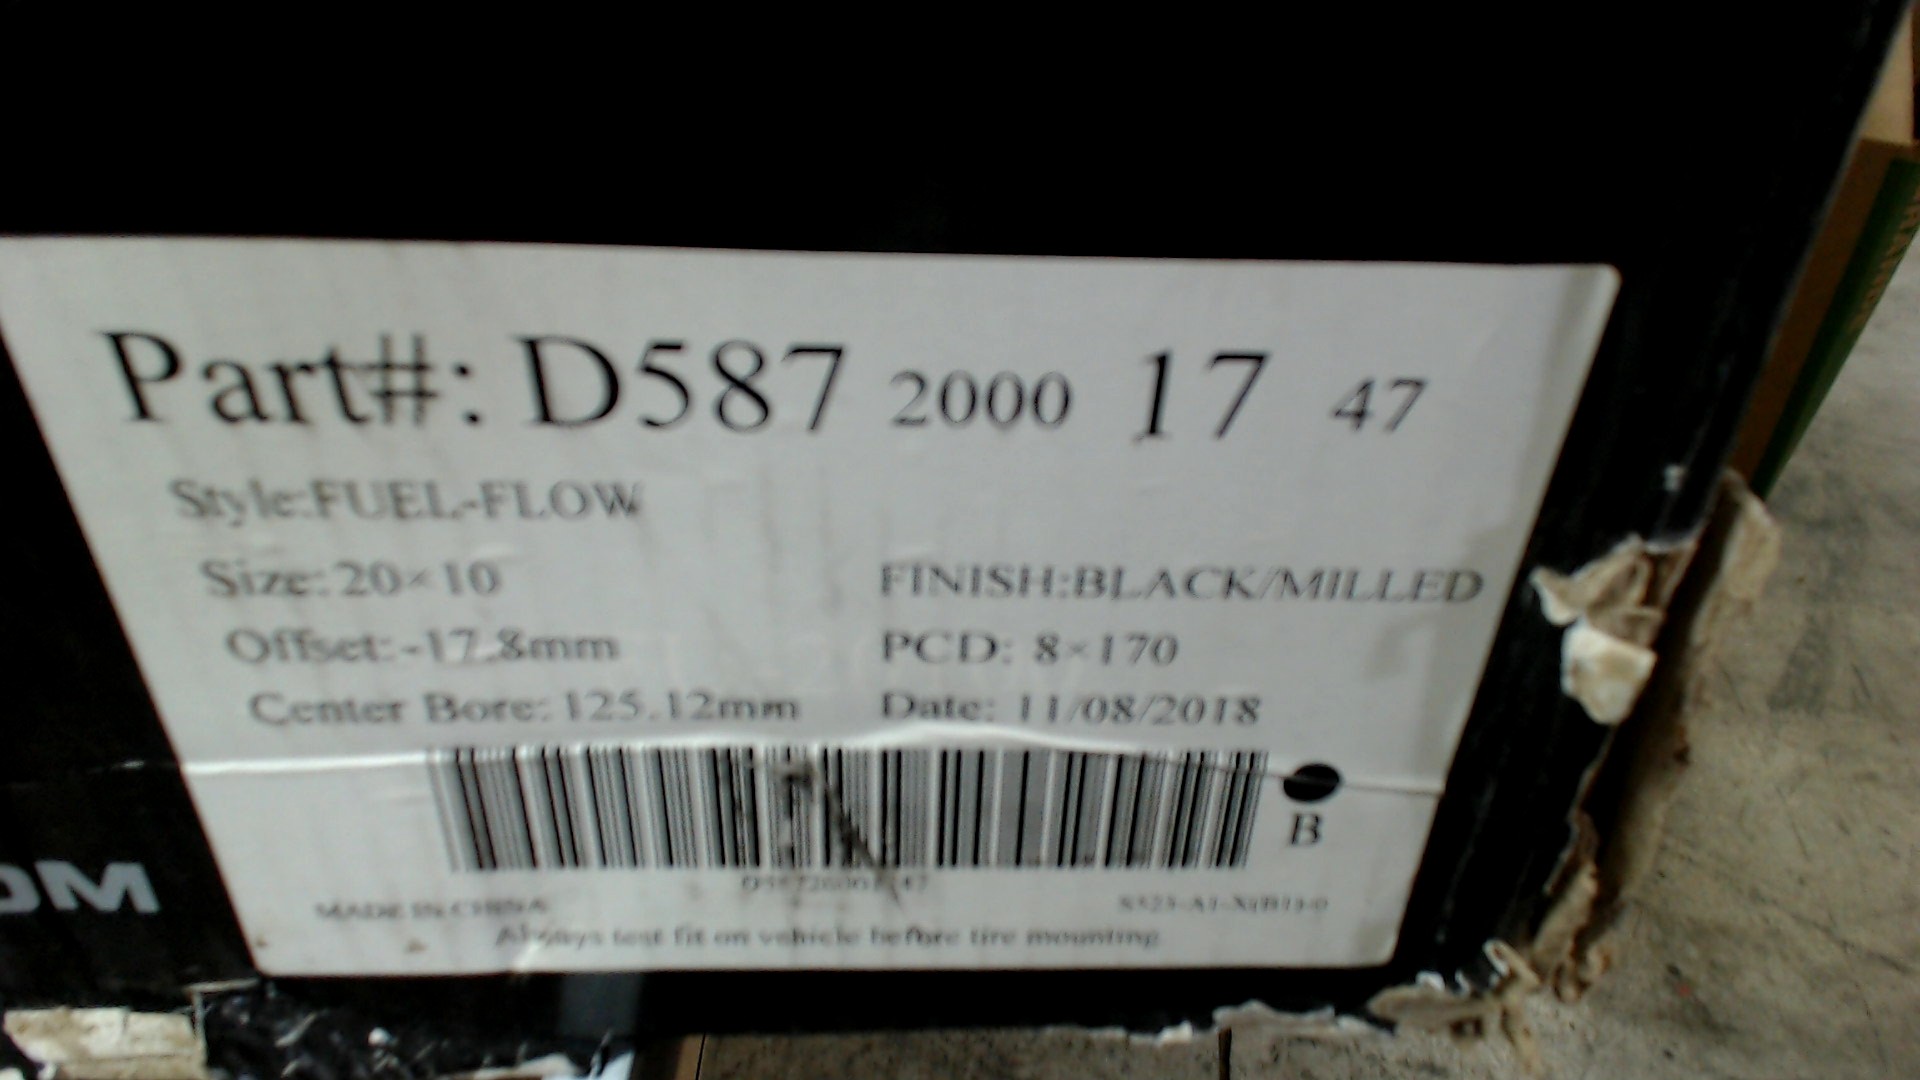 Part#: D587 2000 17 47
Style:FUEL-FLOW
Size: 20×10
FINISH:BLACK/MILLED
Offset:-17.8mm
PCD: 8×170
Center Bore: 125.12mm
Date: 11/08/2018
B
OM
MADE IN CHINA
Always test fit on vehicle before tire mounting